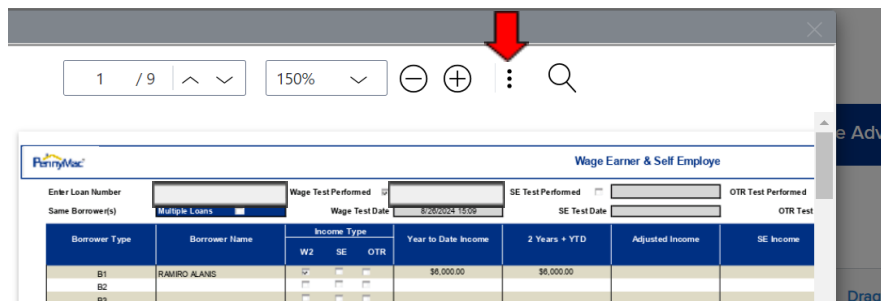 1 / 9 150%
e Adv
PennyMac
Wage Earner & Self Employe
Enter Loan Number Wage Test Performed SE Test Performed OTR Test Performed
Same Borrower(s) Multiple Loans Wage Test Date 8/26/2024 15:09 SE Test Date OTR Test
Borrower Type Borrower Name Income Type Year to Date Income 2 Years + YTD Adjusted Income SE Income
W2 SE OTR
B1 RAMIRO ALANIS $6,000.00 $6,000.00
B2
B3
Drag